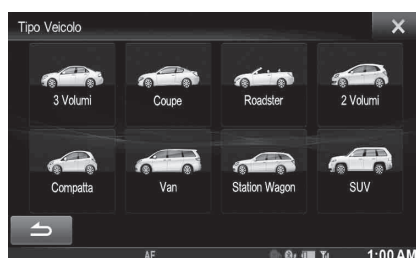 Tipo Veicolo
3 Volumi Coupe Roadster 2 Volumi
Compatta Van Station Wagon SUV
AF 1:00 AM